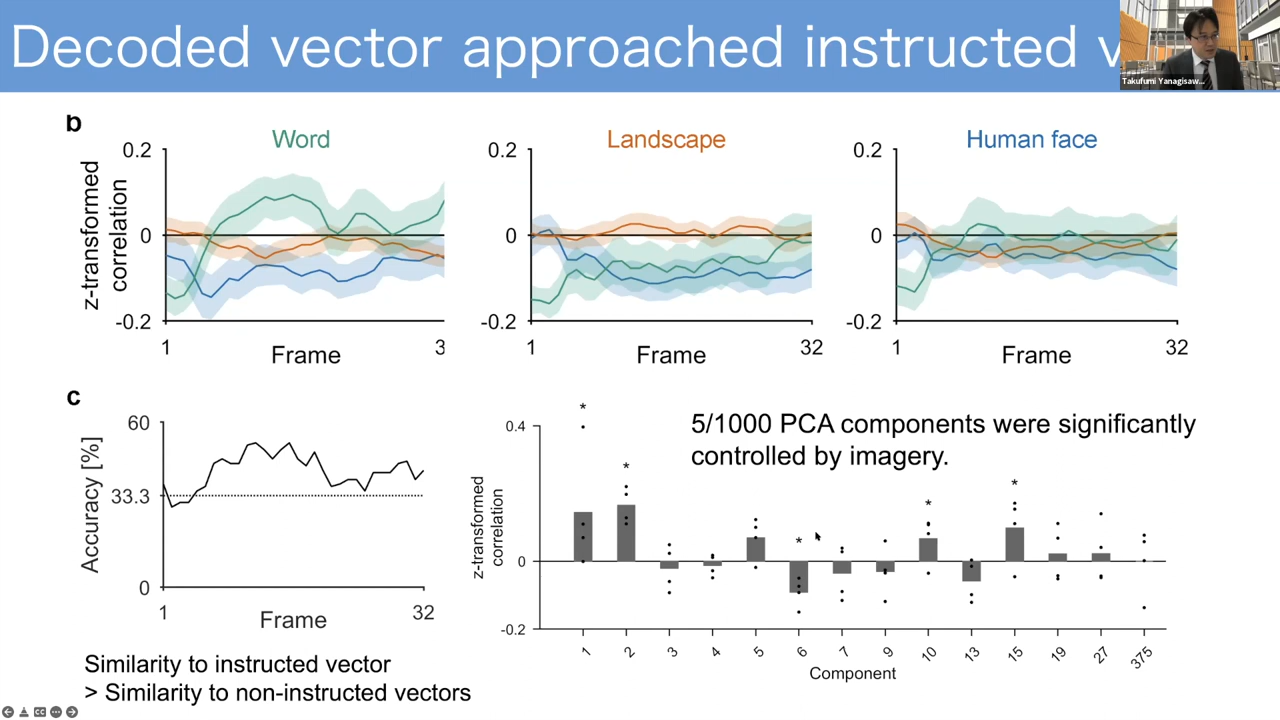 Decoded vector approached instructed v
Takufumi Yanagisaw...
b
Word
Landscape
Human face
z-transformed
correlation
0.2
0
-0.2
1
Frame
3
0.2
0
-0.2
1
Frame
32
0.2
0
-0.2
1
Frame
32
c
Accuracy [%]
60
33.3
0
1
Frame
32
Similarity to instructed vector
> Similarity to non-instructed vectors
5/1000 PCA components were significantly
controlled by imagery.
z-transformed
correlation
0.4
0
-0.2
* * * * *
1 2 3 4 5 6 7 9 10 13 15 19 27 375
Component